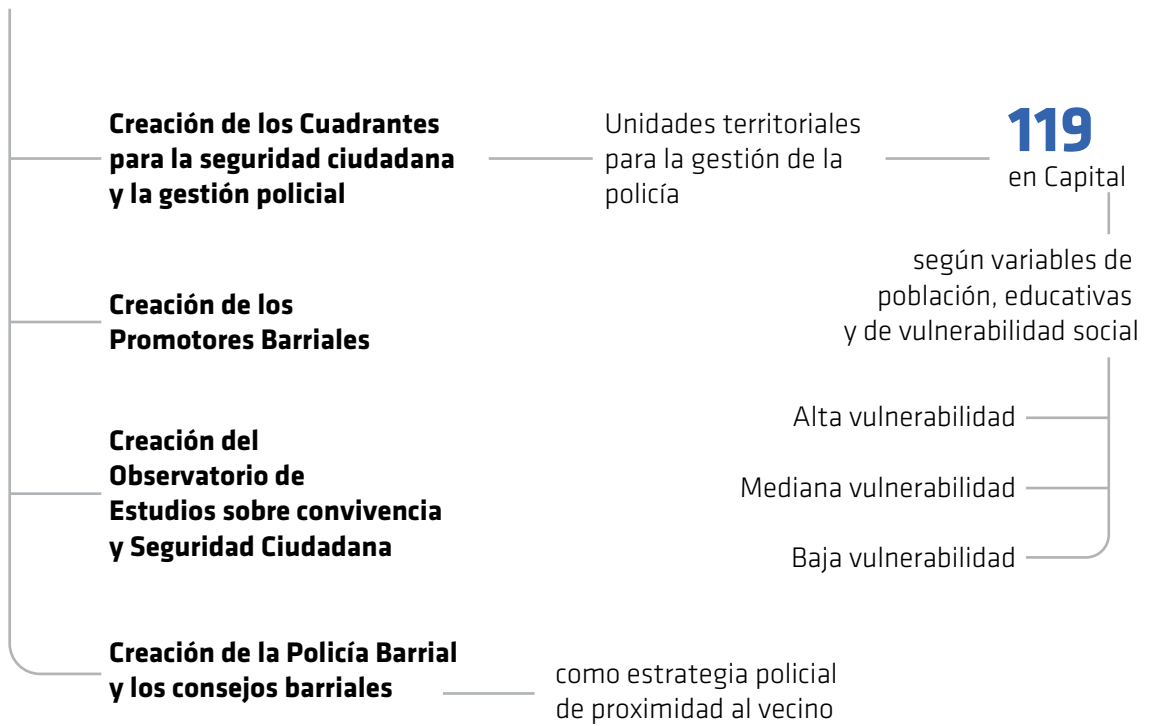 Creación de los Cuadrantes
para la seguridad ciudadana
y la gestión policial
Unidades territoriales
para la gestión de la
policía
119
en Capital
según variables de
población, educativas
y de vulnerabilidad social
Alta vulnerabilidad
Mediana vulnerabilidad
Baja vulnerabilidad
Creación de los
Promotores Barriales
Creación del
Observatorio de
Estudios sobre convivencia
y Seguridad Ciudadana
Creación de la Policía Barrial
y los consejos barriales
como estrategia policial
de proximidad al vecino